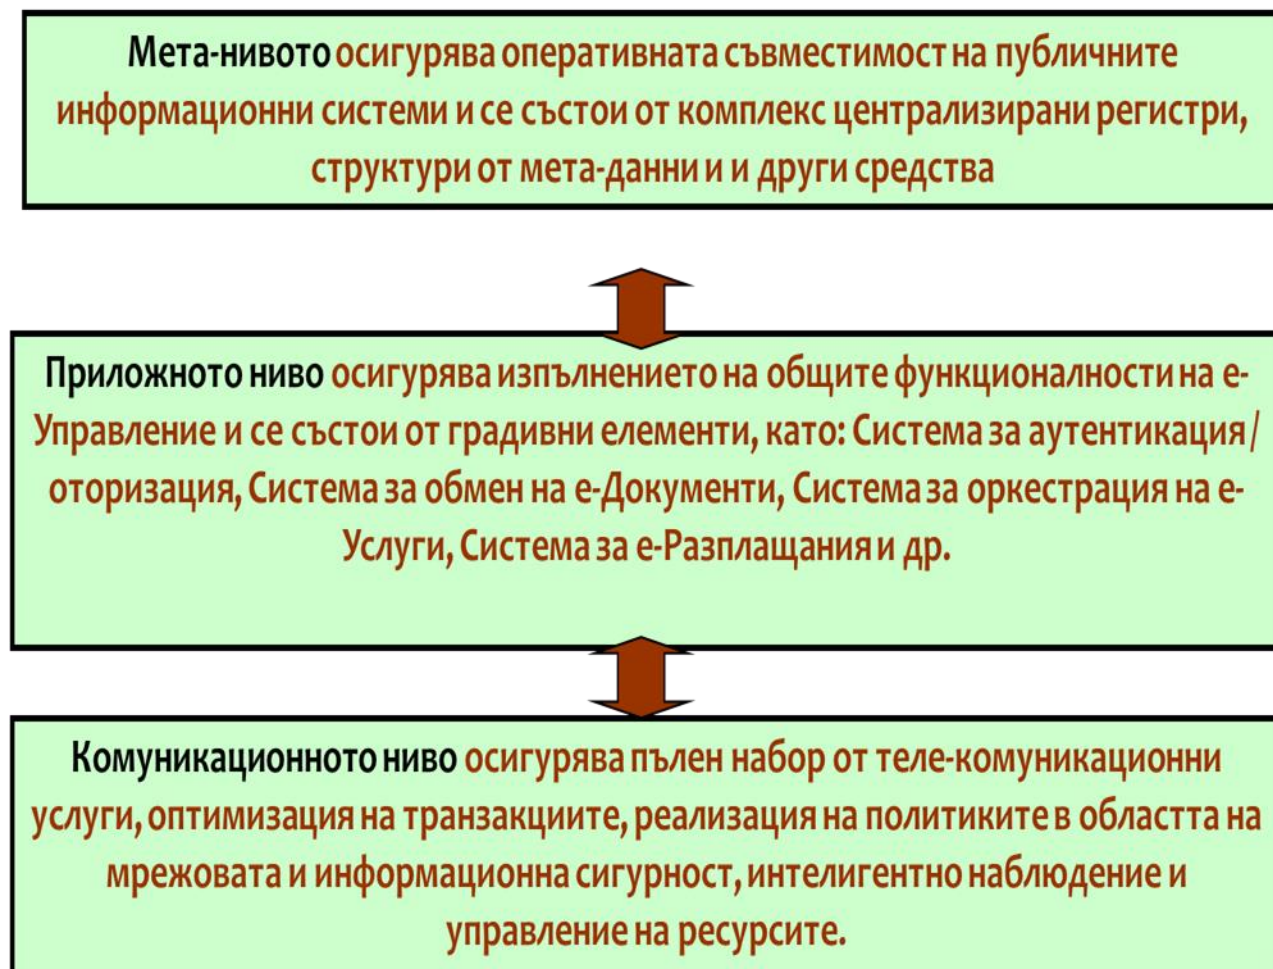 Мета-нивото осигурява оперативната съвместимост на публичните
информационни системи и се състои от комплекс централизирани регистри,
структури от мета-данни и и други средства
Приложното ниво осигурява изпълнението на общите функционалности на е-
Управление и се състои от градивни елементи, като: Система за аутентикация/
оторизация, Система за обмен на е-Документи, Система за оркестрация на е-
Услуги, Система за е-Разплащания и др.
Комуникационното ниво осигурява пълен набор от теле-комуникационни
услуги, оптимизация на транзакциите, реализация на политиките в областта на
мрежовата и информационна сигурност, интелигентно наблюдение и
управление на ресурсите.